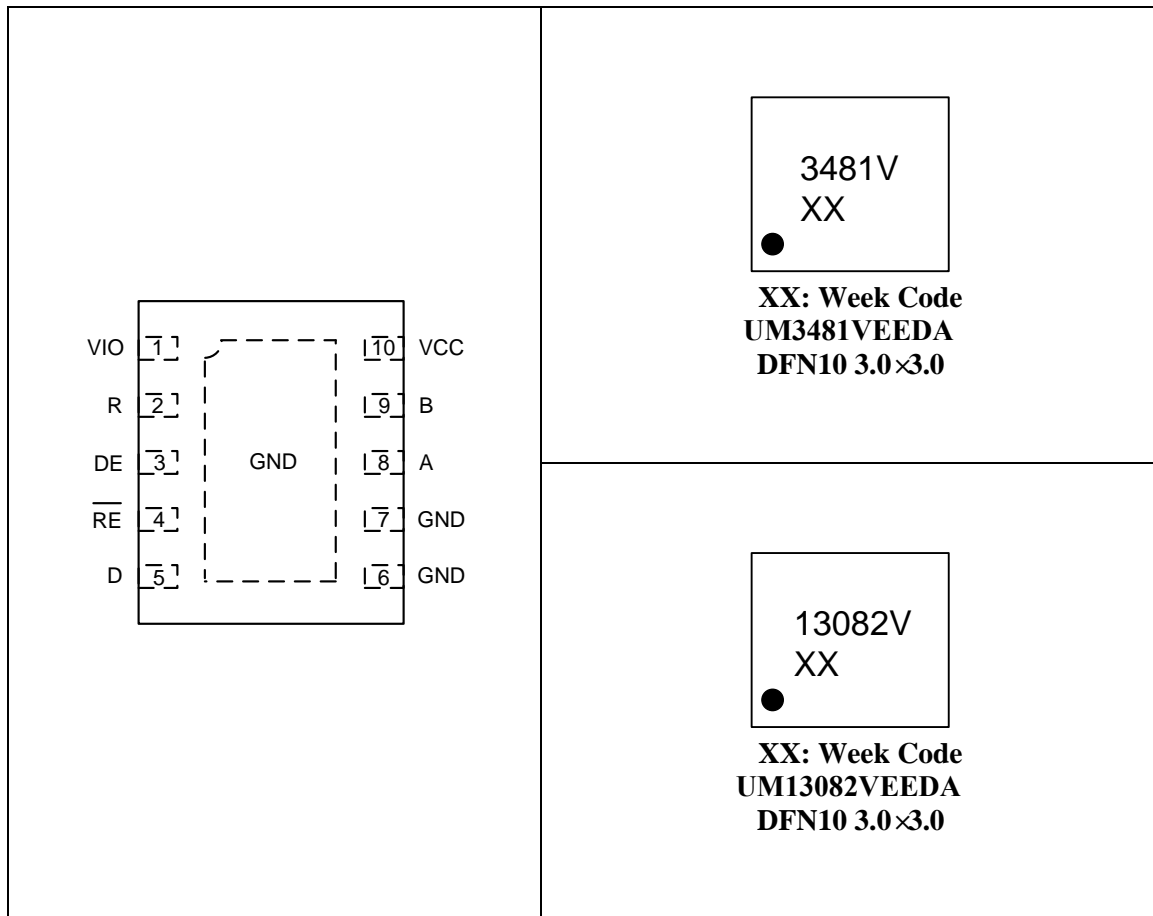 VIO 1 10 VCC
R 2 9 B
DE 3 GND 8 A
RE 4 7 GND
D 5 6 GND
3481V
XX
XX: Week Code
UM3481VEEDA
DFN10 3.0×3.0
13082V
XX
XX: Week Code
UM13082VEEDA
DFN10 3.0×3.0